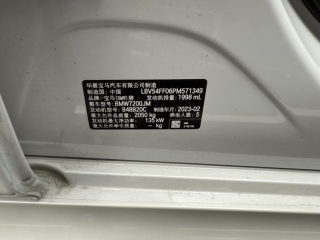 华晨宝马汽车有限公司制造
制造国：中国 LBV54FF06PM571349
品牌：宝马(BMW)牌 发动机排量：1998 mL
整车型号：BMW7200JM
发动机型号：B48B20C 制造年月：2023-02
最大允许总质量：2050 kg 乘坐人数：5
发动机最大净功率：135 kW
-- kg